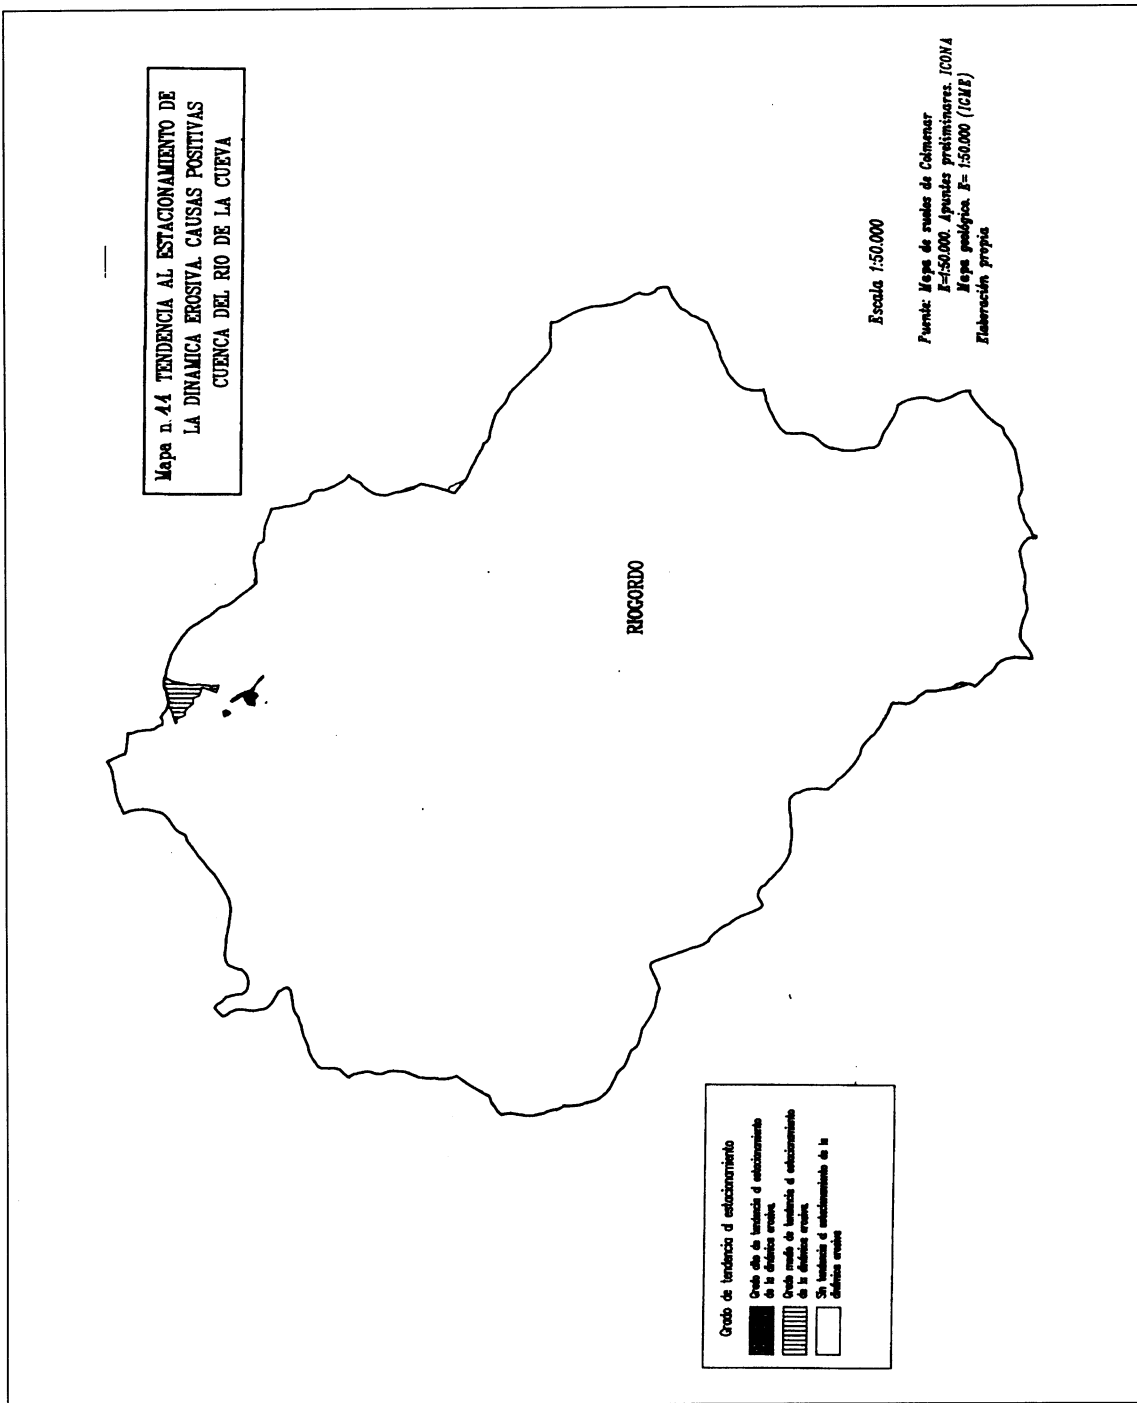 Mapa n. 11 TENDENCIA AL ESTACIONAMIENTO DE
LA DINAMICA EROSIVA. CAUSAS POSITIVAS
CUENCA DEL RIO DE LA CUEVA
RIOGORDO
Escala 1:50.000
Fuente: Mapa de suelos de Colmenar
E=1:50.000. Apuntes preliminares. ICONA
Mapa geológico. E= 1:50.000 (IGME)
Elaboración propia
Grado de tendencia al estacionamiento
Grado alto de tendencia al estacionamiento
de la dinámica erosiva.
Grado medio de tendencia al estacionamiento
de la dinámica erosiva.
Sin tendencia al estacionamiento de la
dinámica erosiva